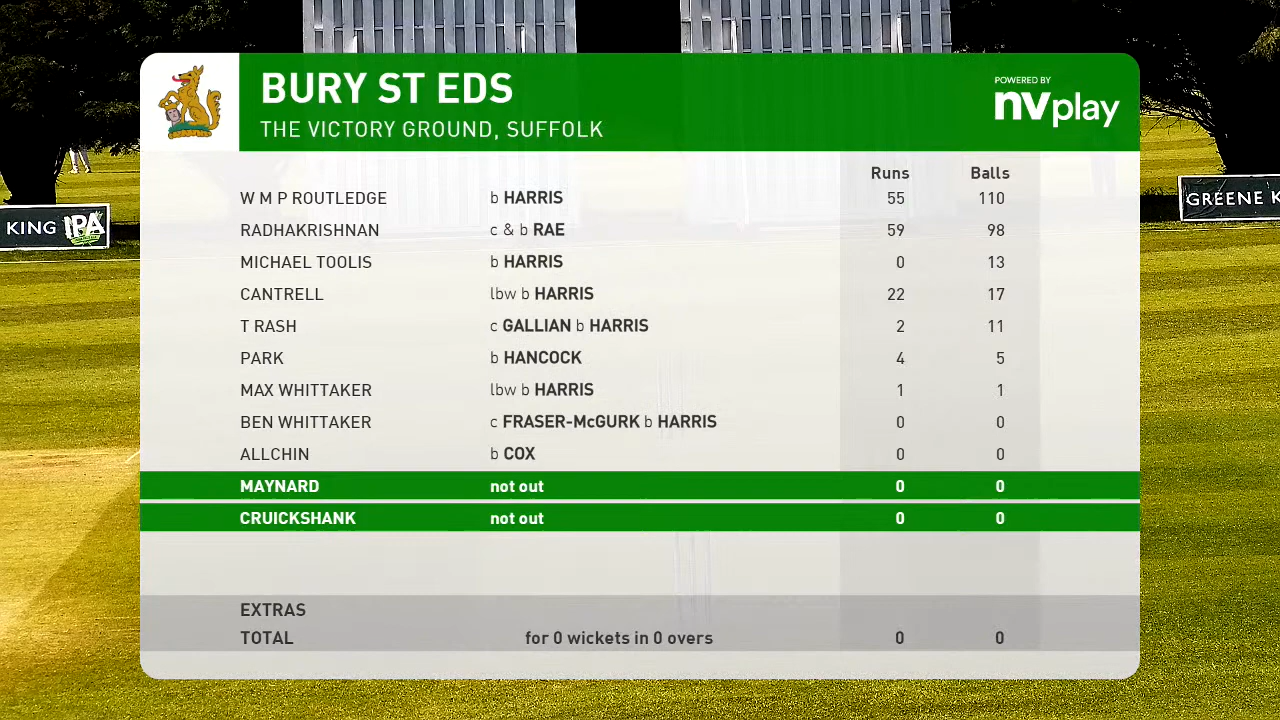 BURY ST EDS
THE VICTORY GROUND, SUFFOLK
POWERED BY
nvplay
Runs Balls
W M P ROUTLEDGE b HARRIS 55 110
RADHAKRISHNAN c & b RAE 59 98
MICHAEL TOOLIS b HARRIS 0 13
CANTRELL lbw b HARRIS 22 17
T RASH c GALLIAN b HARRIS 2 11
PARK b HANCOCK 4 5
MAX WHITTAKER lbw b HARRIS 1 1
BEN WHITTAKER c FRASER-McGURK b HARRIS 0 0
ALLCHIN b COX 0 0
MAYNARD not out 0 0
CRUICKSHANK not out 0 0
EXTRAS
TOTAL for 0 wickets in 0 overs 0 0
KING IPA
GREENE K